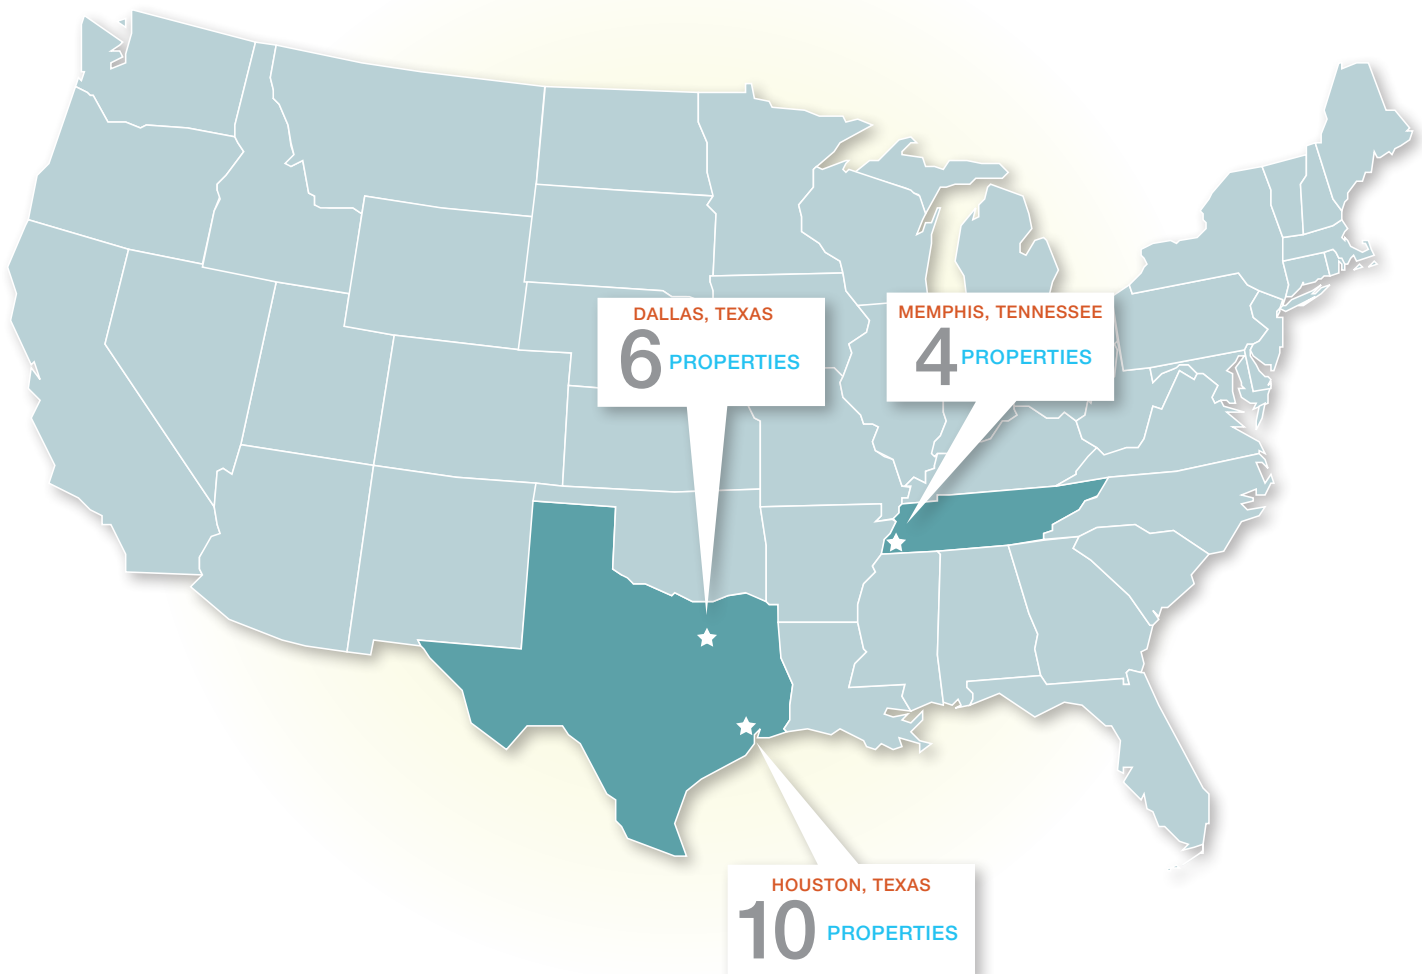 DALLAS, TEXAS
6 PROPERTIES
MEMPHIS, TENNESSEE
4 PROPERTIES
HOUSTON, TEXAS
10 PROPERTIES